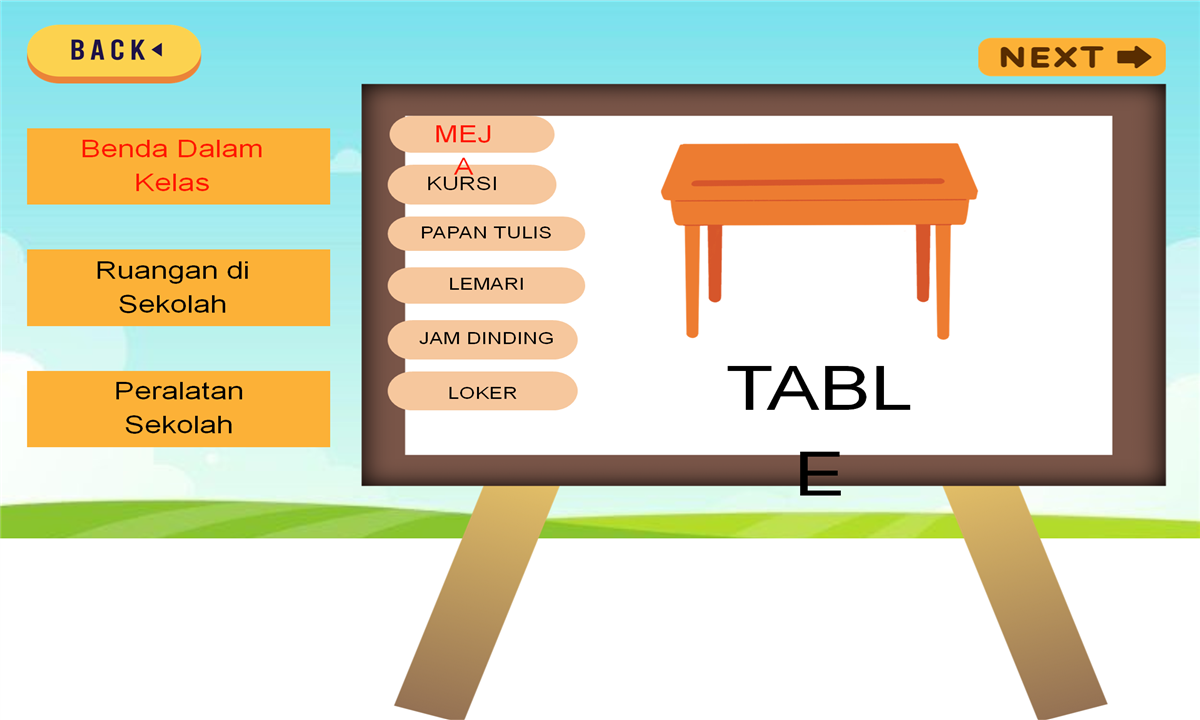 BACK
NEXT
Benda Dalam
Kelas
Ruangan di
Sekolah
Peralatan
Sekolah
MEJ
A
KURSI
PAPAN TULIS
LEMARI
JAM DINDING
LOKER
TABL
E